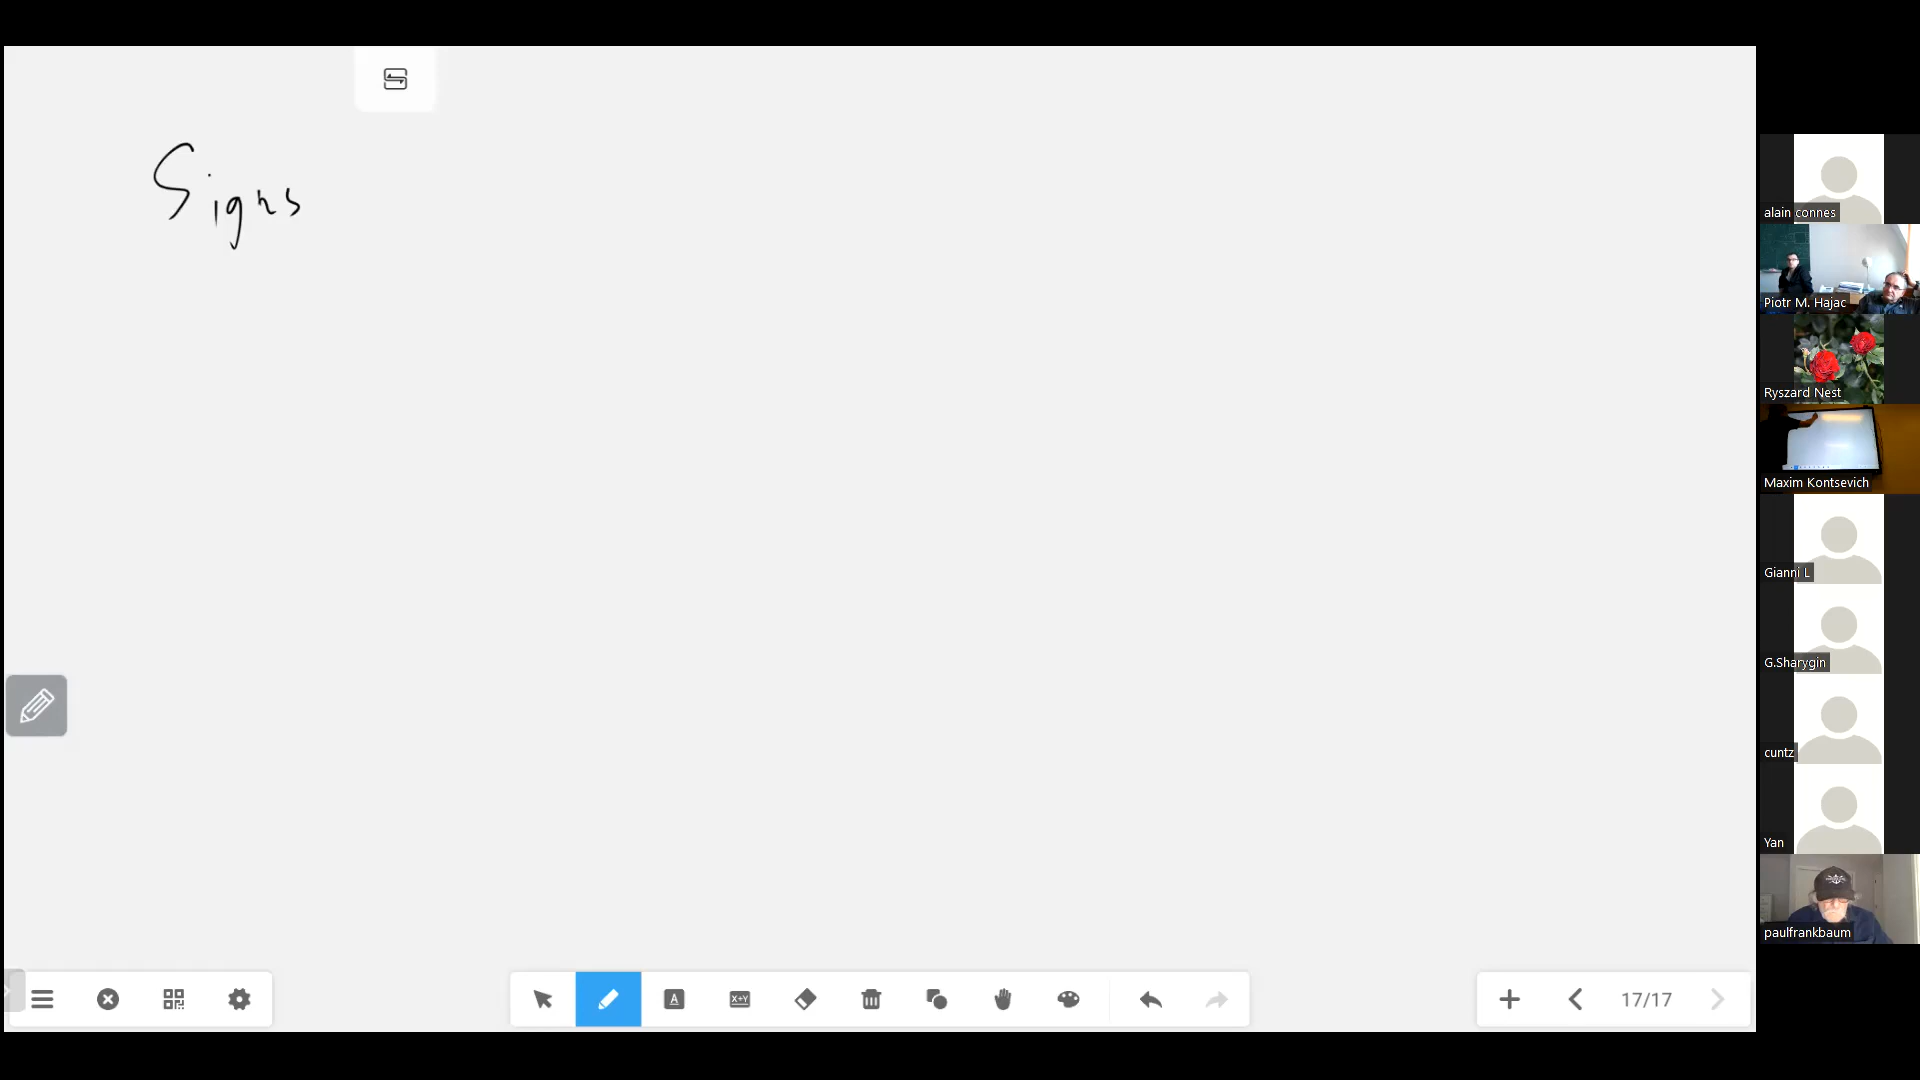 Signs
alain connes
Piotr M. Hajac
Ryszard Nest
Maxim Kontsevich
Gianni L
G.Sharygin
cuntz
Yan
paulfrankbaum
A
X+Y
17/17